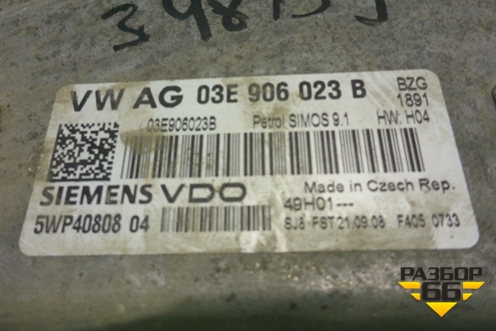 348153
VW AG 03E 906 023 B
BZG
1891
03E906023B Petrol SIMOS 9.1 HW: H04
SIEMENS VDO
Made in Czech Rep.
5WP40808 04
49H01---
SJ8 FST 21.09.08 F405 0733
РАЗБОР
66